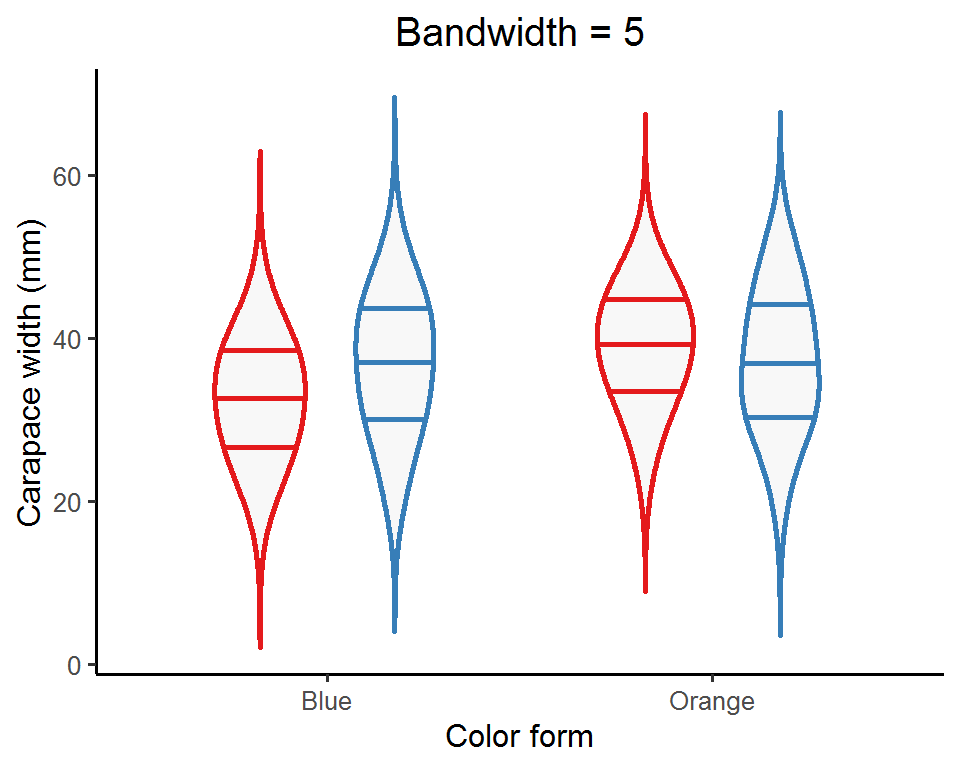 Bandwidth = 5
Carapace width (mm)
60
40
20
0
Blue
Orange
Color form